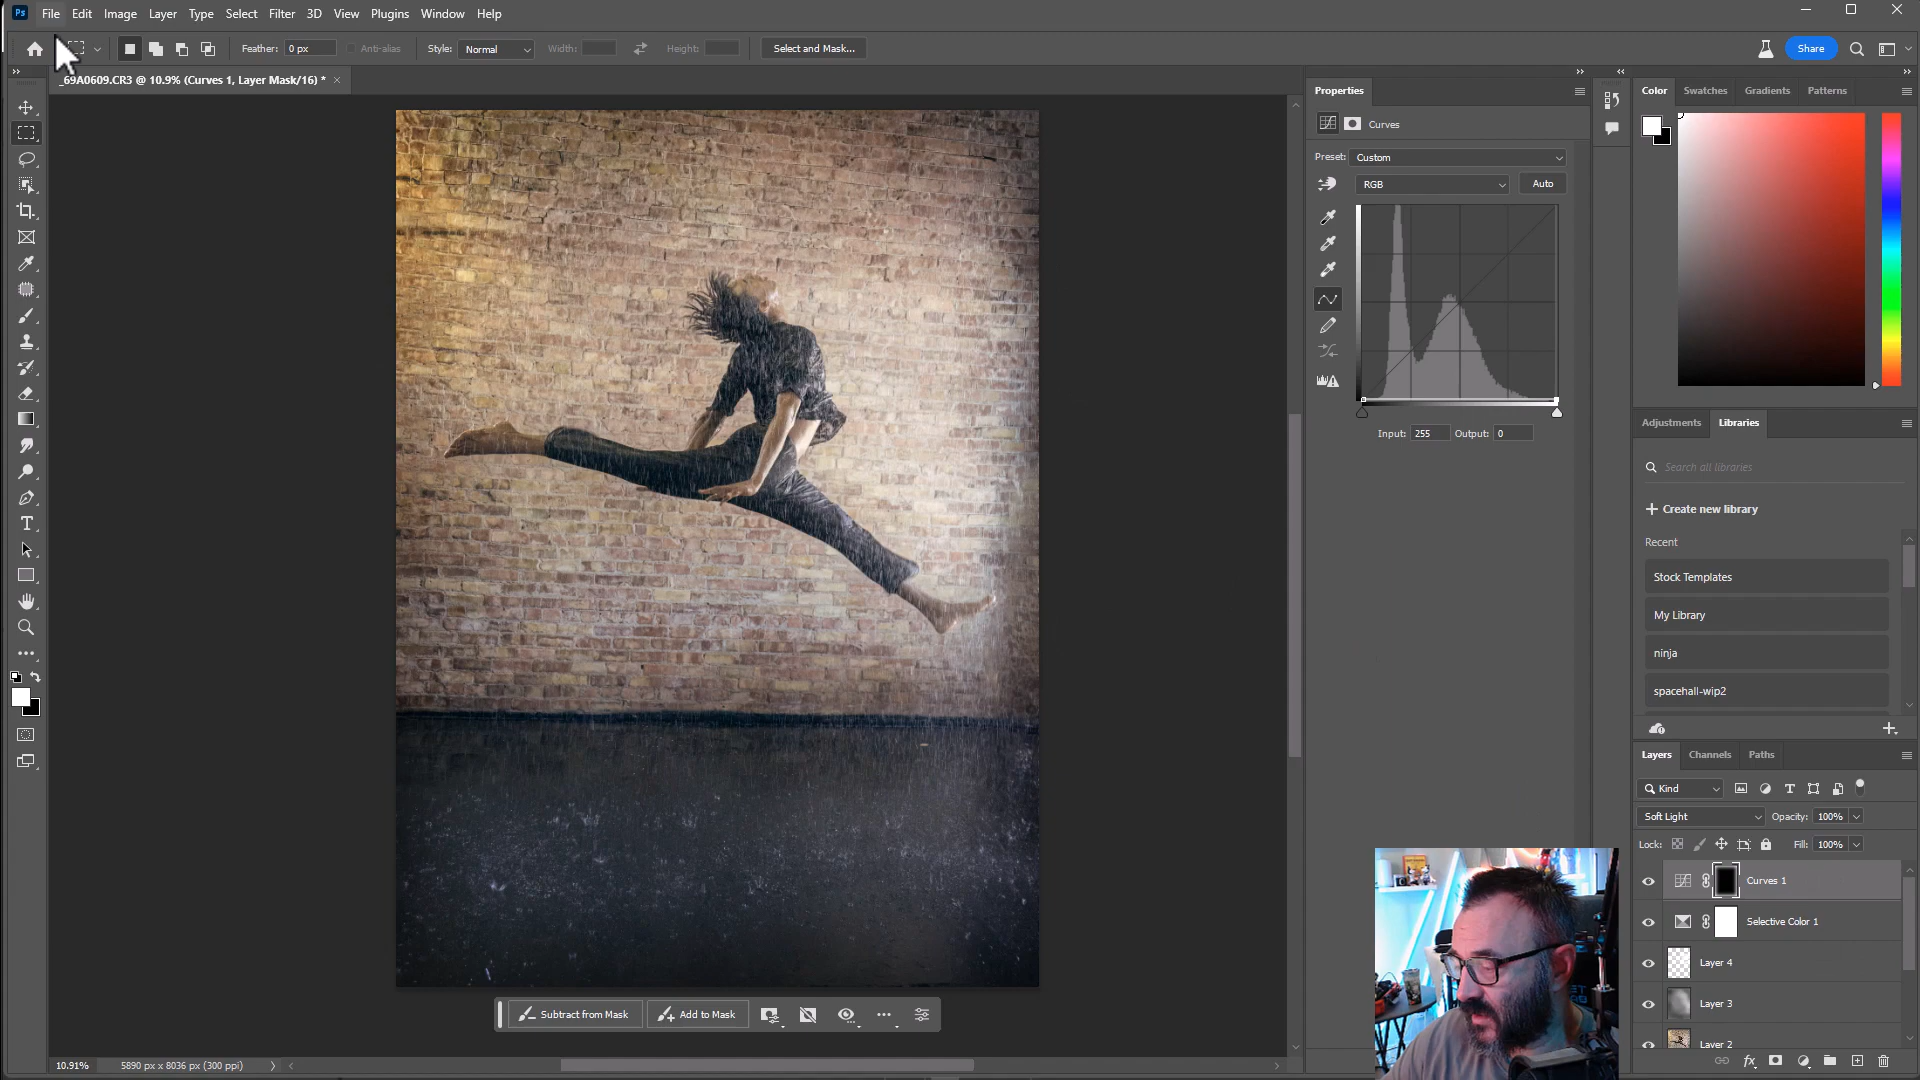 Ps File Edit Image Layer Type Select Filter 3D View Plugins Window Help
Feather: 0 px Anti-alias Style: Normal Width: Height: Select and Mask... Share
_69A0609.CR3 @ 10.9% (Curves 1, Layer Mask/16) *
Properties
Curves
Preset: Custom
RGB Auto
Input: 255 Output: 0
Color Swatches Gradients Patterns
Adjustments Libraries
Search all libraries
Create new library
Recent
Stock Templates
My Library
ninja
spacehall-wip2
Layers Channels Paths
Kind
Soft Light Opacity: 100%
Lock: Fill: 100%
Curves 1
Selective Color 1
Layer 4
Layer 3
Layer 2
Subtract from Mask Add to Mask
10.91% 5890 px x 8036 px (300 ppi)